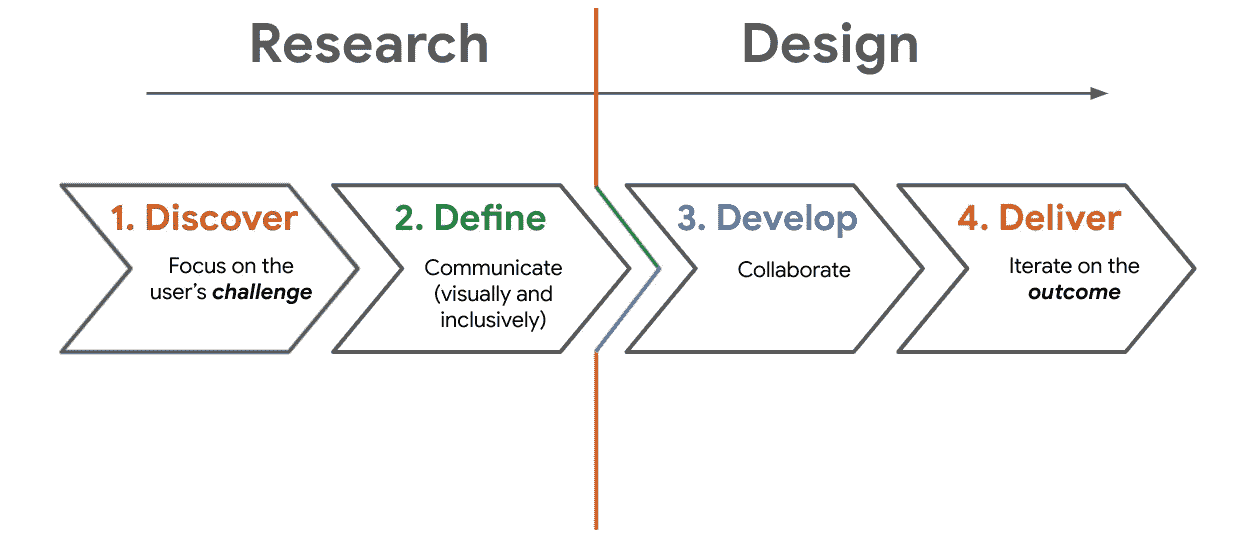 Research
Design
1. Discover
Focus on the
user's challenge
2. Define
Communicate
(visually and
inclusively)
3. Develop
Collaborate
4. Deliver
Iterate on the
outcome